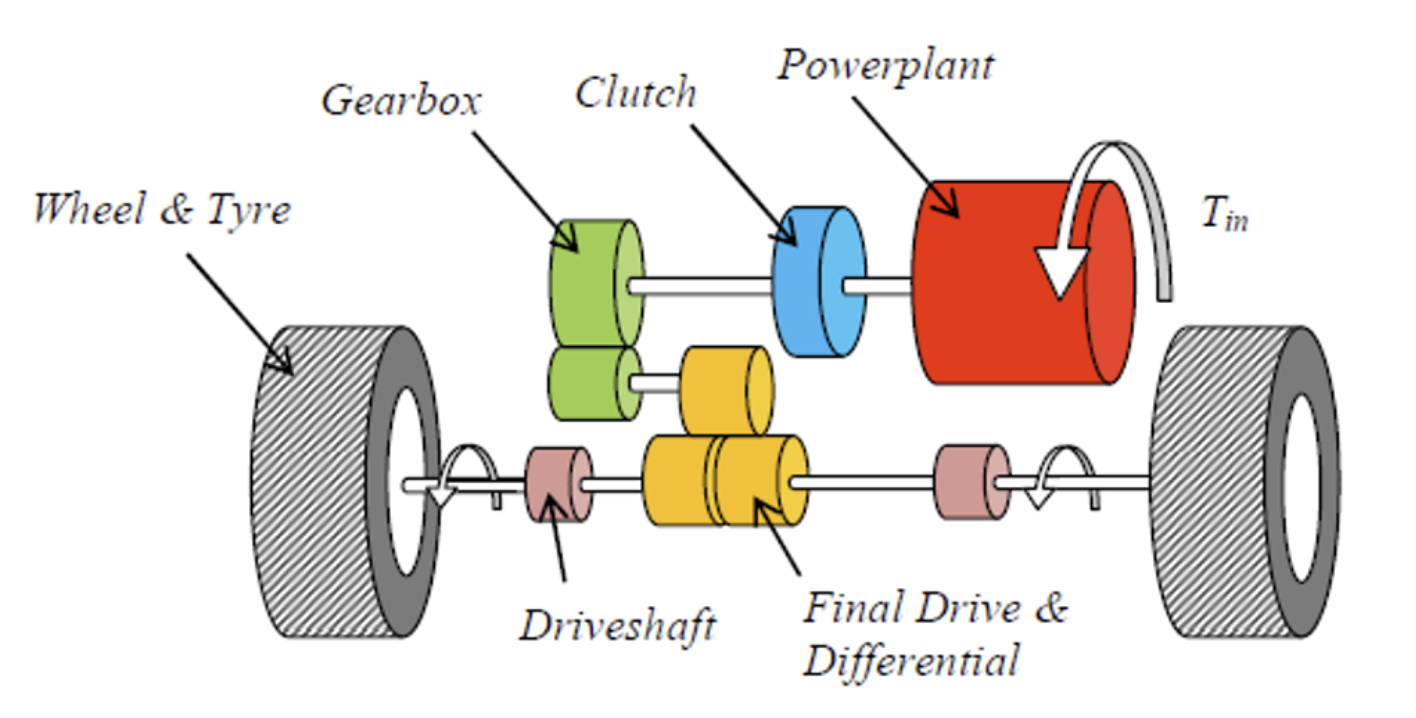 Powerplant
Clutch
Gearbox
Wheel & Tyre
T_in
Driveshaft
Final Drive &
Differential